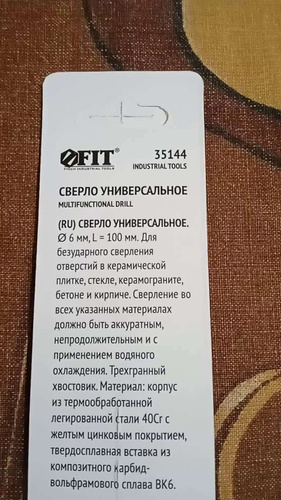 FIT®
FINCH INDUSTRIAL TOOLS
35144
INDUSTRIAL TOOLS
СВЕРЛО УНИВЕРСАЛЬНОЕ
MULTIFUNCTIONAL DRILL
(RU) СВЕРЛО УНИВЕРСАЛЬНОЕ.
Ø 6 мм, L = 100 мм. Для
безударного сверления
отверстий в керамической
плитке, стекле, керамограните,
бетоне и кирпиче. Сверление во
всех указанных материалах
должно быть аккуратным,
непродолжительным и с
применением водяного
охлаждения. Трехгранный
хвостовик. Материал: корпус
из термообработанной
легированной стали 40Cr с
желтым цинковым покрытием,
твердосплавная вставка из
композитного карбид-
вольфрамового сплава ВК6.